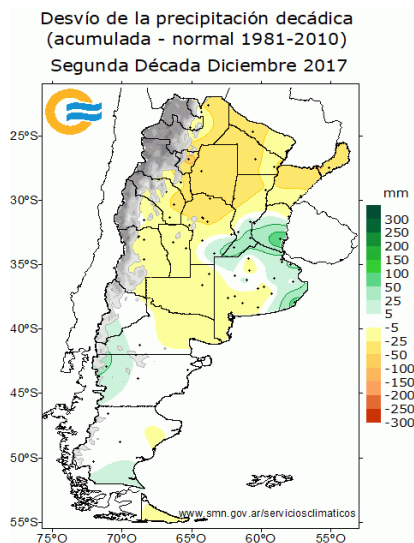 Desvío de la precipitación decádica
(acumulada - normal 1981-2010)
Segunda Década Diciembre 2017
25°S
30°S
35°S
40°S
45°S
50°S
55°S
mm
300
250
200
150
100
50
25
5
-5
-25
-50
-100
-150
-200
-250
-300
www.smn.gov.ar/serviciosclimaticos
75°O
70°O
65°O
60°O
55°O